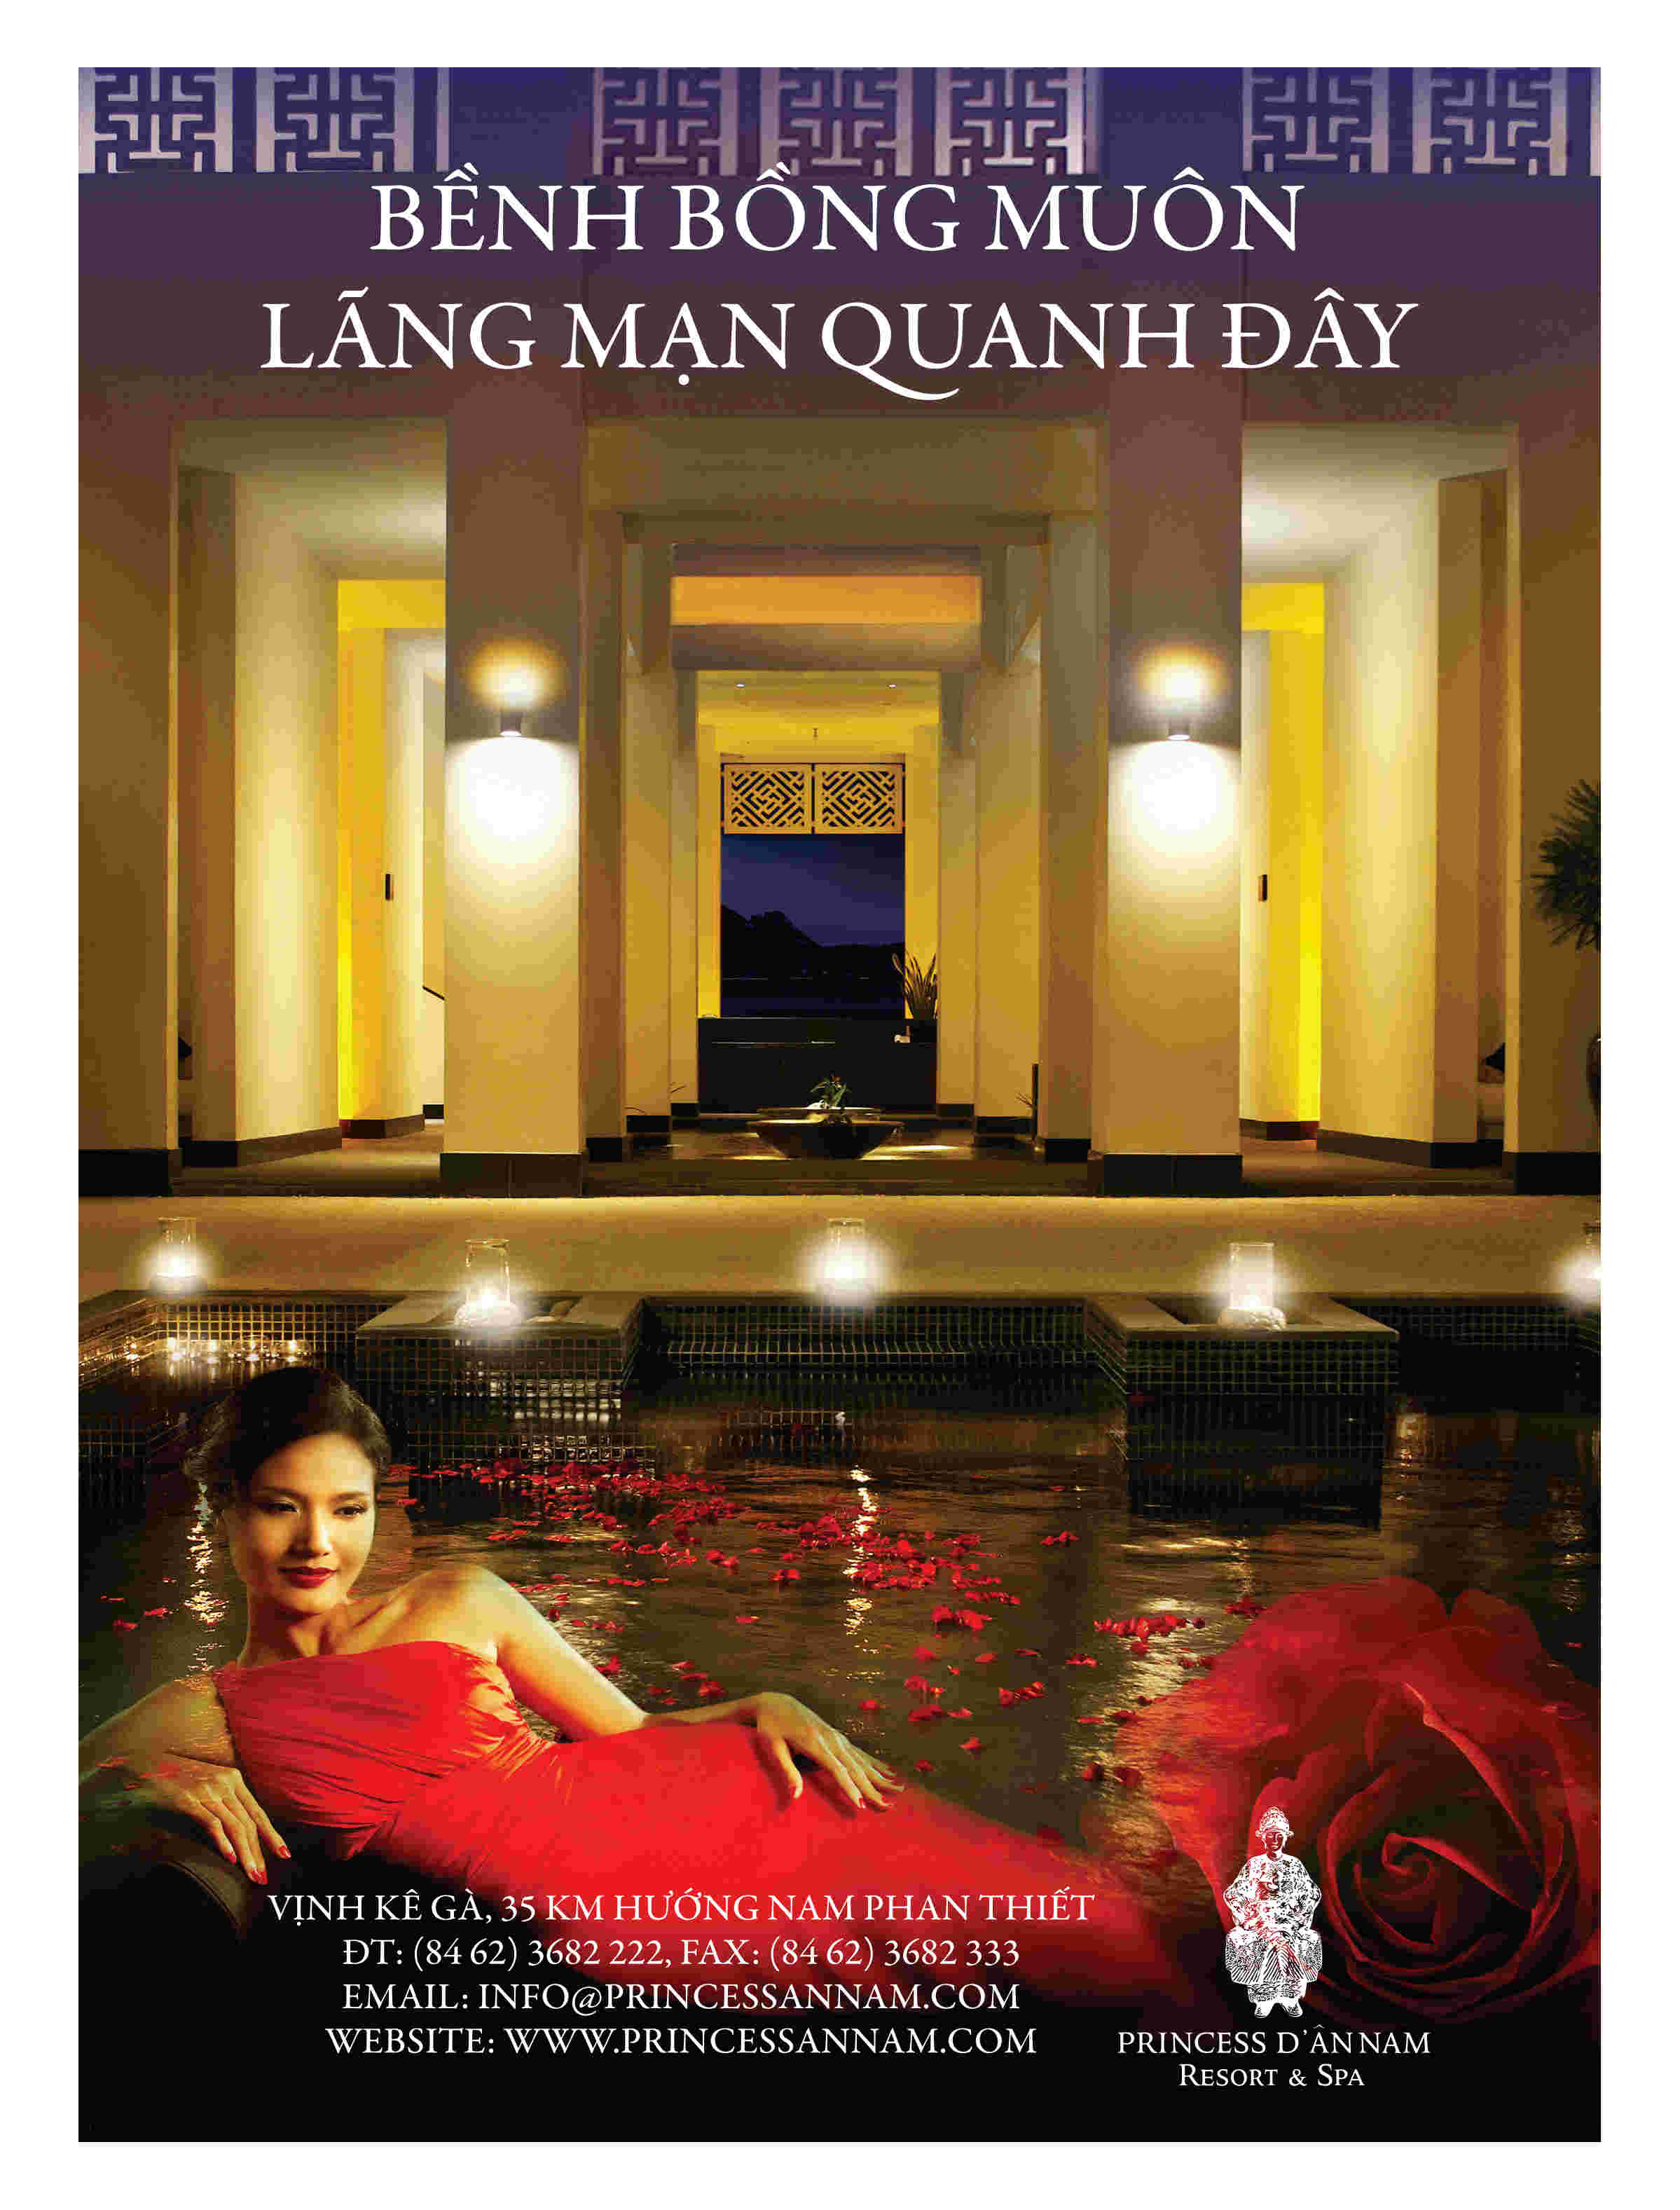 BỀNH BỒNG MUÔN
LÃNG MẠN QUANH ĐÂY
VỊNH KÊ GÀ, 35 KM HƯỚNG NAM PHAN THIẾT
ĐT: (84 62) 3682 222, FAX: (84 62) 3682 333
EMAIL: INFO@PRINCESSANNAM.COM
WEBSITE: WWW.PRINCESSANNAM.COM
PRINCESS D'ÂN NAM
RESORT & SPA